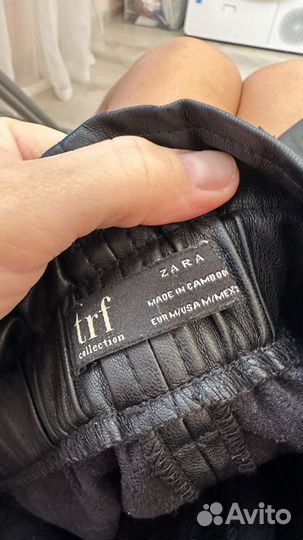 ZARA
trf
collection
MADE IN CAMBOD
EUR M/USA M/MEX
Avito